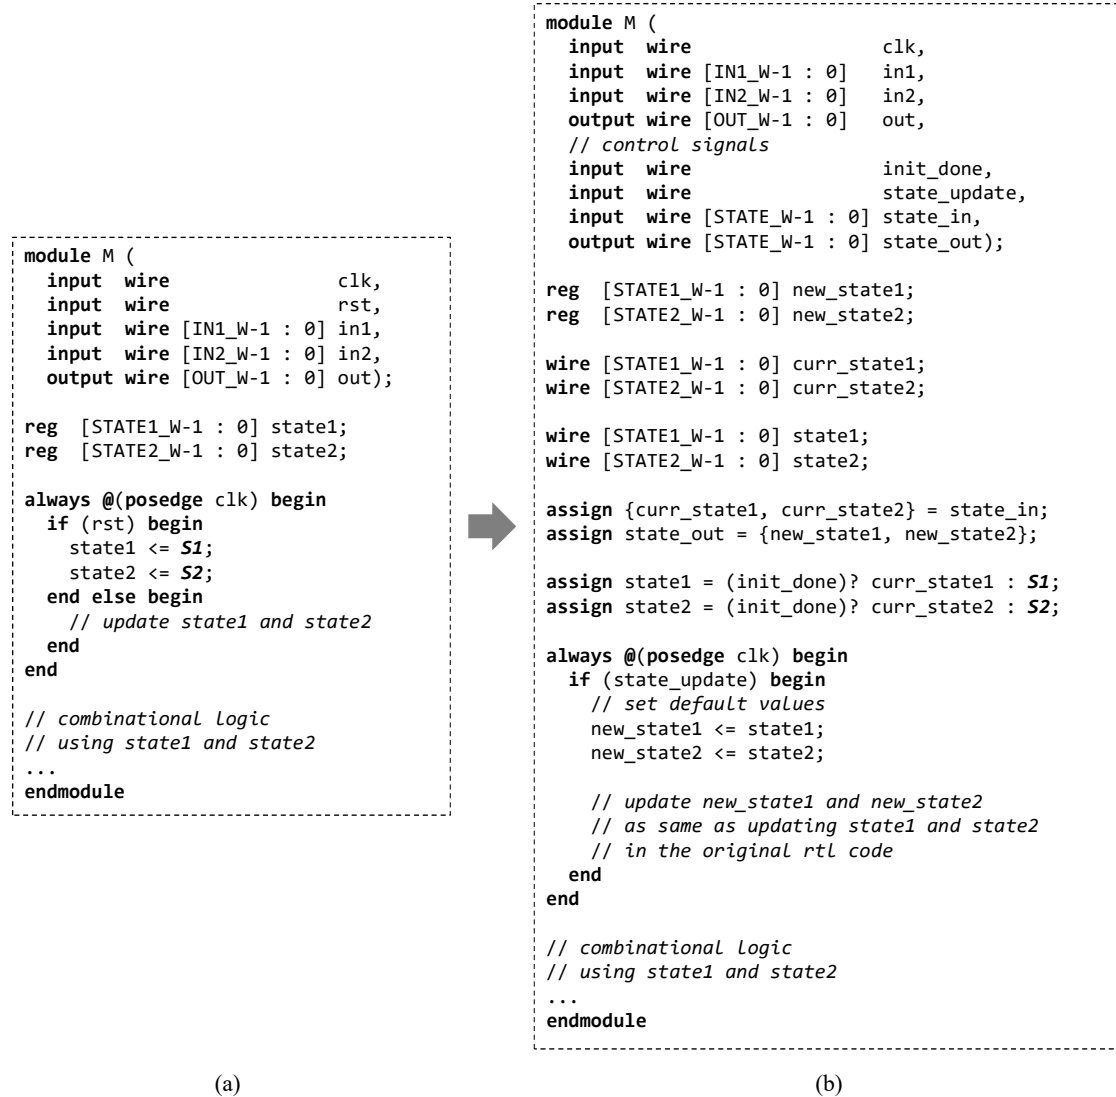 module M (
  input  wire                 clk,
  input  wire                 rst,
  input  wire [IN1_W-1 : 0] in1,
  input  wire [IN2_W-1 : 0] in2,
  output wire [OUT_W-1 : 0] out);

reg  [STATE1_W-1 : 0] state1;
reg  [STATE2_W-1 : 0] state2;

always @(posedge clk) begin
  if (rst) begin
    state1 <= S1;
    state2 <= S2;
  end else begin
    // update state1 and state2
  end
end

// combinational logic
// using state1 and state2
...
endmodule

(a)

module M (
  input  wire                 clk,
  input  wire [IN1_W-1 : 0]   in1,
  input  wire [IN2_W-1 : 0]   in2,
  output wire [OUT_W-1 : 0]   out,
  // control signals
  input  wire                 init_done,
  input  wire                 state_update,
  input  wire [STATE_W-1 : 0] state_in,
  output wire [STATE_W-1 : 0] state_out);

reg  [STATE1_W-1 : 0] new_state1;
reg  [STATE2_W-1 : 0] new_state2;

wire [STATE1_W-1 : 0] curr_state1;
wire [STATE2_W-1 : 0] curr_state2;

wire [STATE1_W-1 : 0] state1;
wire [STATE2_W-1 : 0] state2;

assign {curr_state1, curr_state2} = state_in;
assign state_out = {new_state1, new_state2};

assign state1 = (init_done)? curr_state1 : S1;
assign state2 = (init_done)? curr_state2 : S2;

always @(posedge clk) begin
  if (state_update) begin
    // set default values
    new_state1 <= state1;
    new_state2 <= state2;

    // update new_state1 and new_state2
    // as same as updating state1 and state2
    // in the original rtl code
  end
end

// combinational logic
// using state1 and state2
...
endmodule

(b)